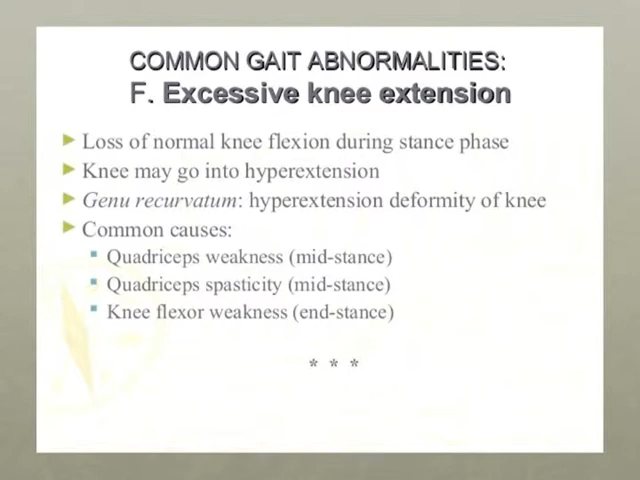 COMMON GAIT ABNORMALITIES:
F. Excessive knee extension
Loss of normal knee flexion during stance phase
Knee may go into hyperextension
Genu recurvatum: hyperextension deformity of knee
Common causes:
Quadriceps weakness (mid-stance)
Quadriceps spasticity (mid-stance)
Knee flexor weakness (end-stance)
* * *